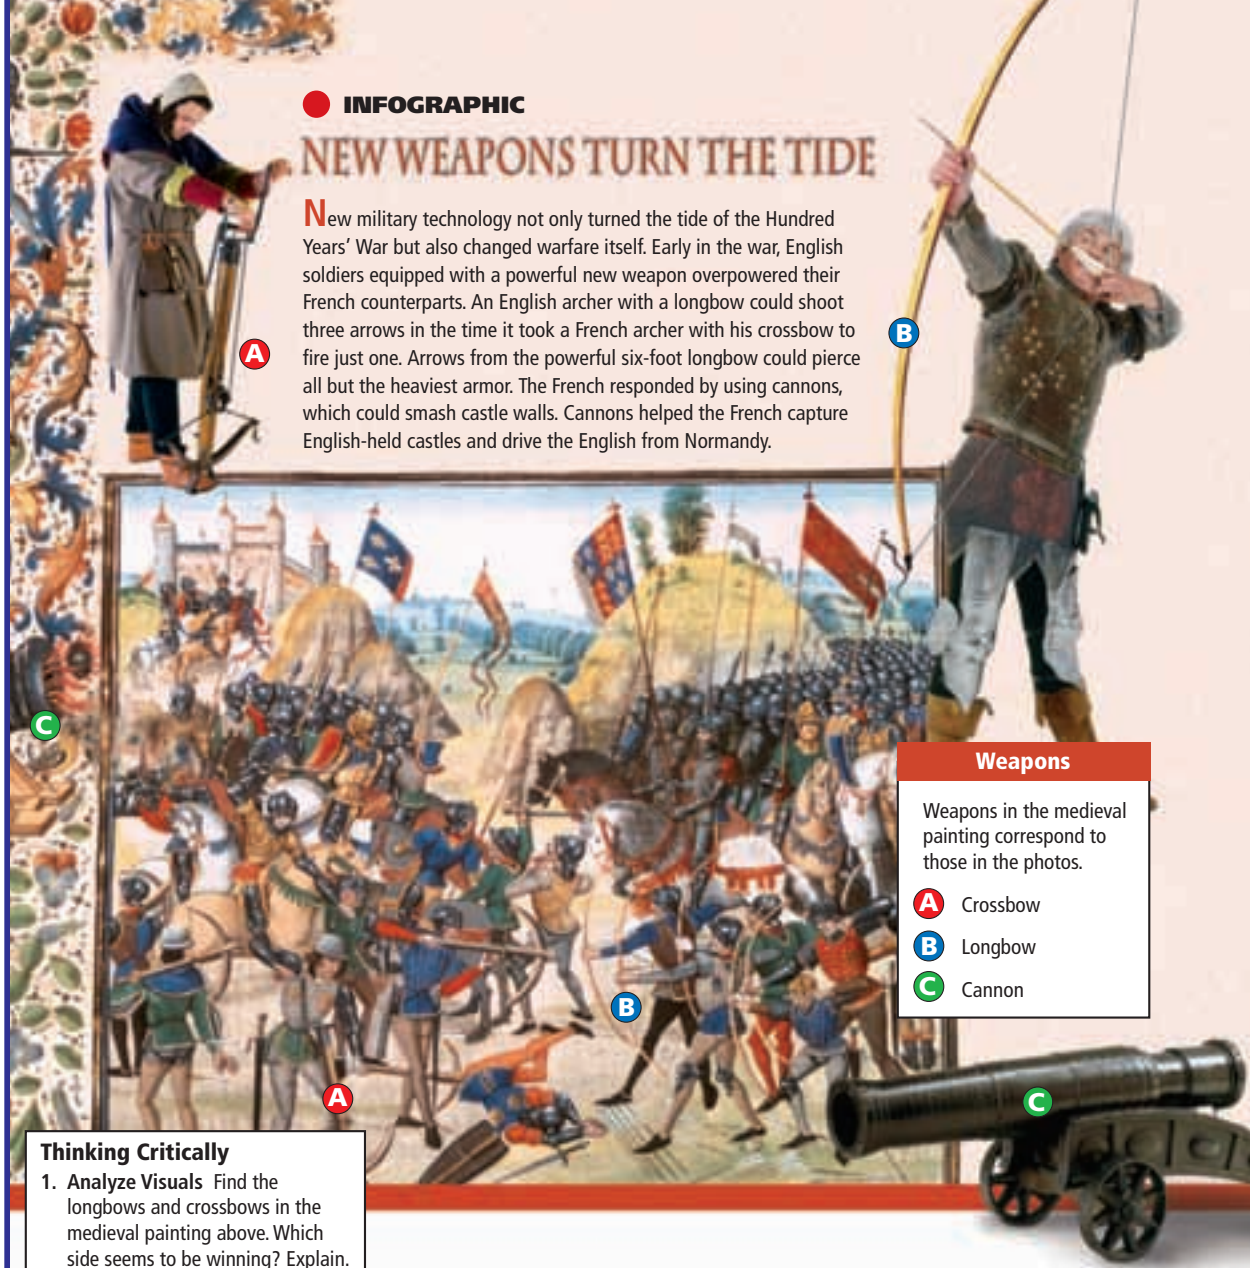 INFOGRAPHIC
NEW WEAPONS TURN THE TIDE
New military technology not only turned the tide of the Hundred
Years' War but also changed warfare itself. Early in the war, English
soldiers equipped with a powerful new weapon overpowered their
French counterparts. An English archer with a longbow could shoot
three arrows in the time it took a French archer with his crossbow to
fire just one. Arrows from the powerful six-foot longbow could pierce
all but the heaviest armor. The French responded by using cannons,
which could smash castle walls. Cannons helped the French capture
English-held castles and drive the English from Normandy.
A
B
C
Weapons
Weapons in the medieval
painting correspond to
those in the photos.
A Crossbow
B Longbow
C Cannon
B
A
C
Thinking Critically
1. Analyze Visuals Find the
longbows and crossbows in the
medieval painting above. Which
side seems to be winning? Explain.